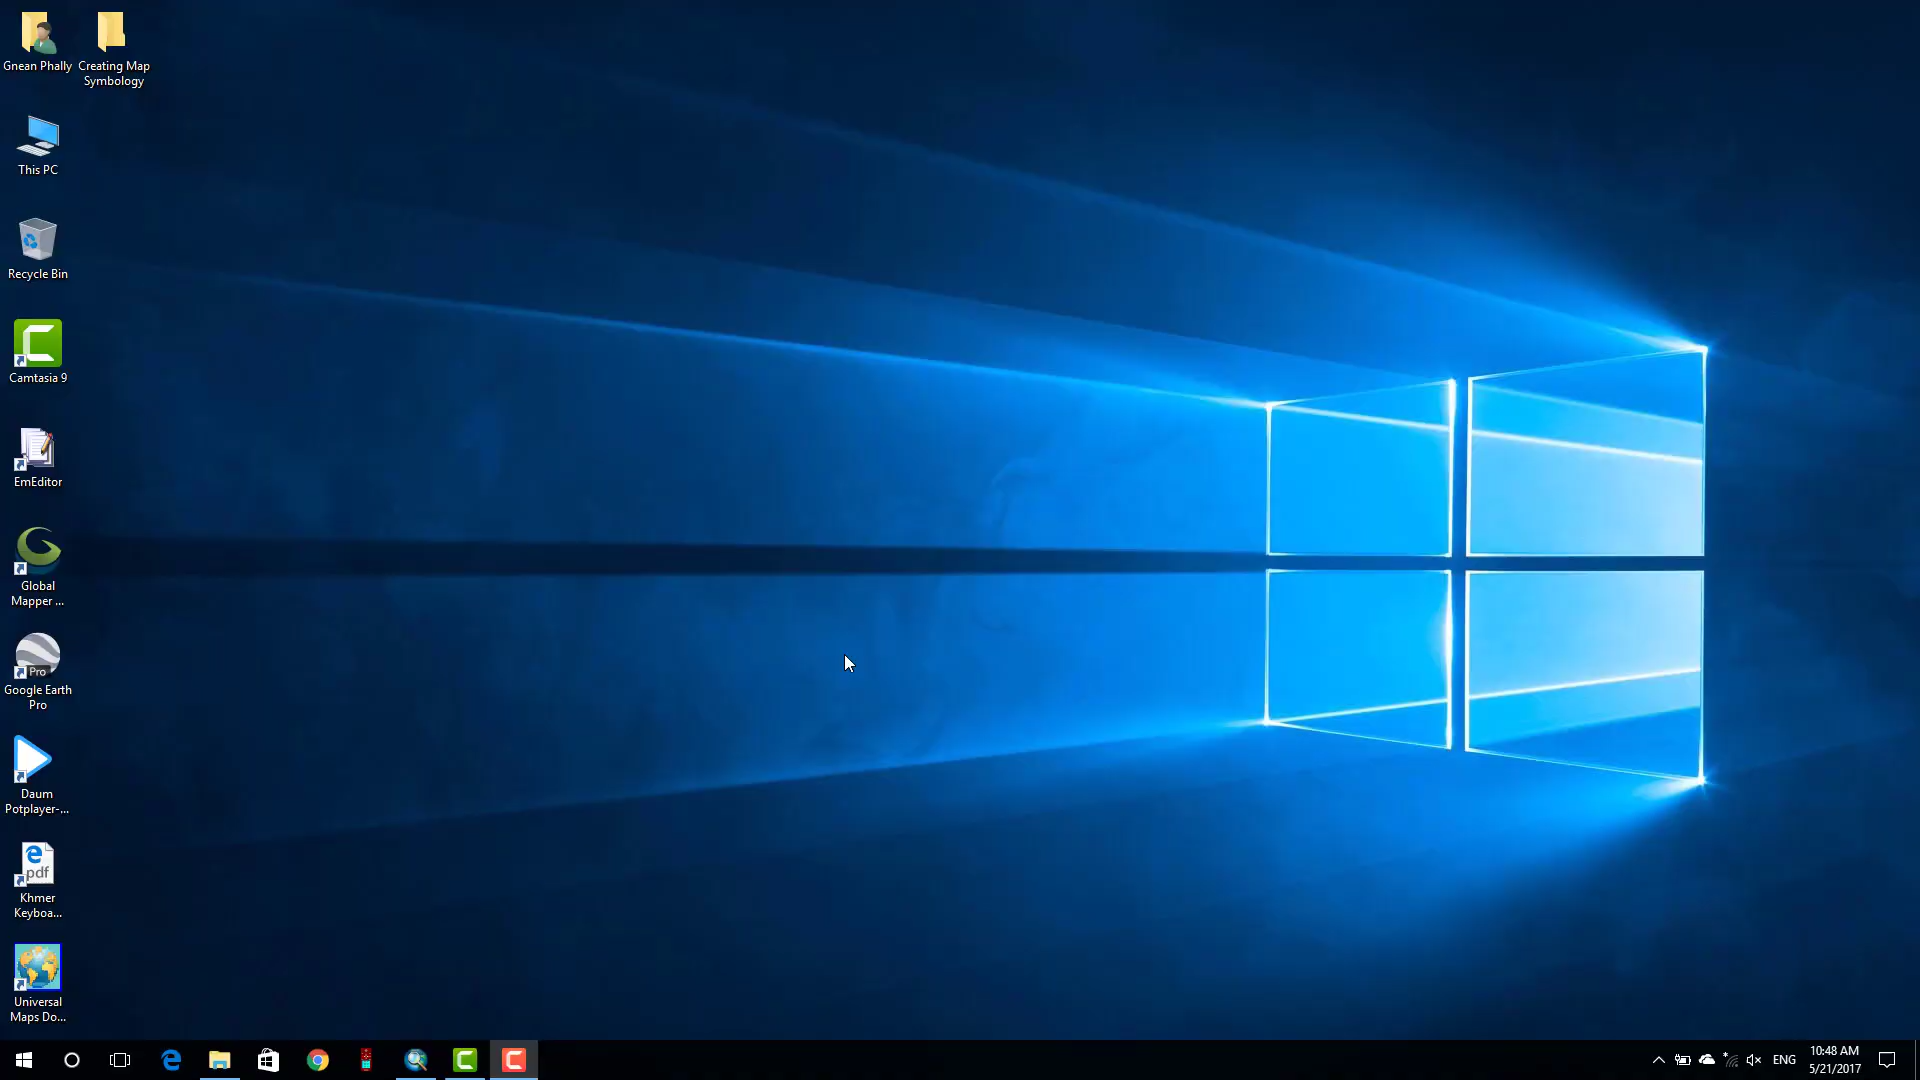 Gnean Phally
Creating Map
Symbology
This PC
Recycle Bin
Camtasia 9
EmEditor
Global
Mapper ...
Pro
Google Earth
Pro
Daum
Potplayer-...
pdf
Khmer
Keyboa...
Universal
Maps Do...
ENG
10:48 AM
5/21/2017